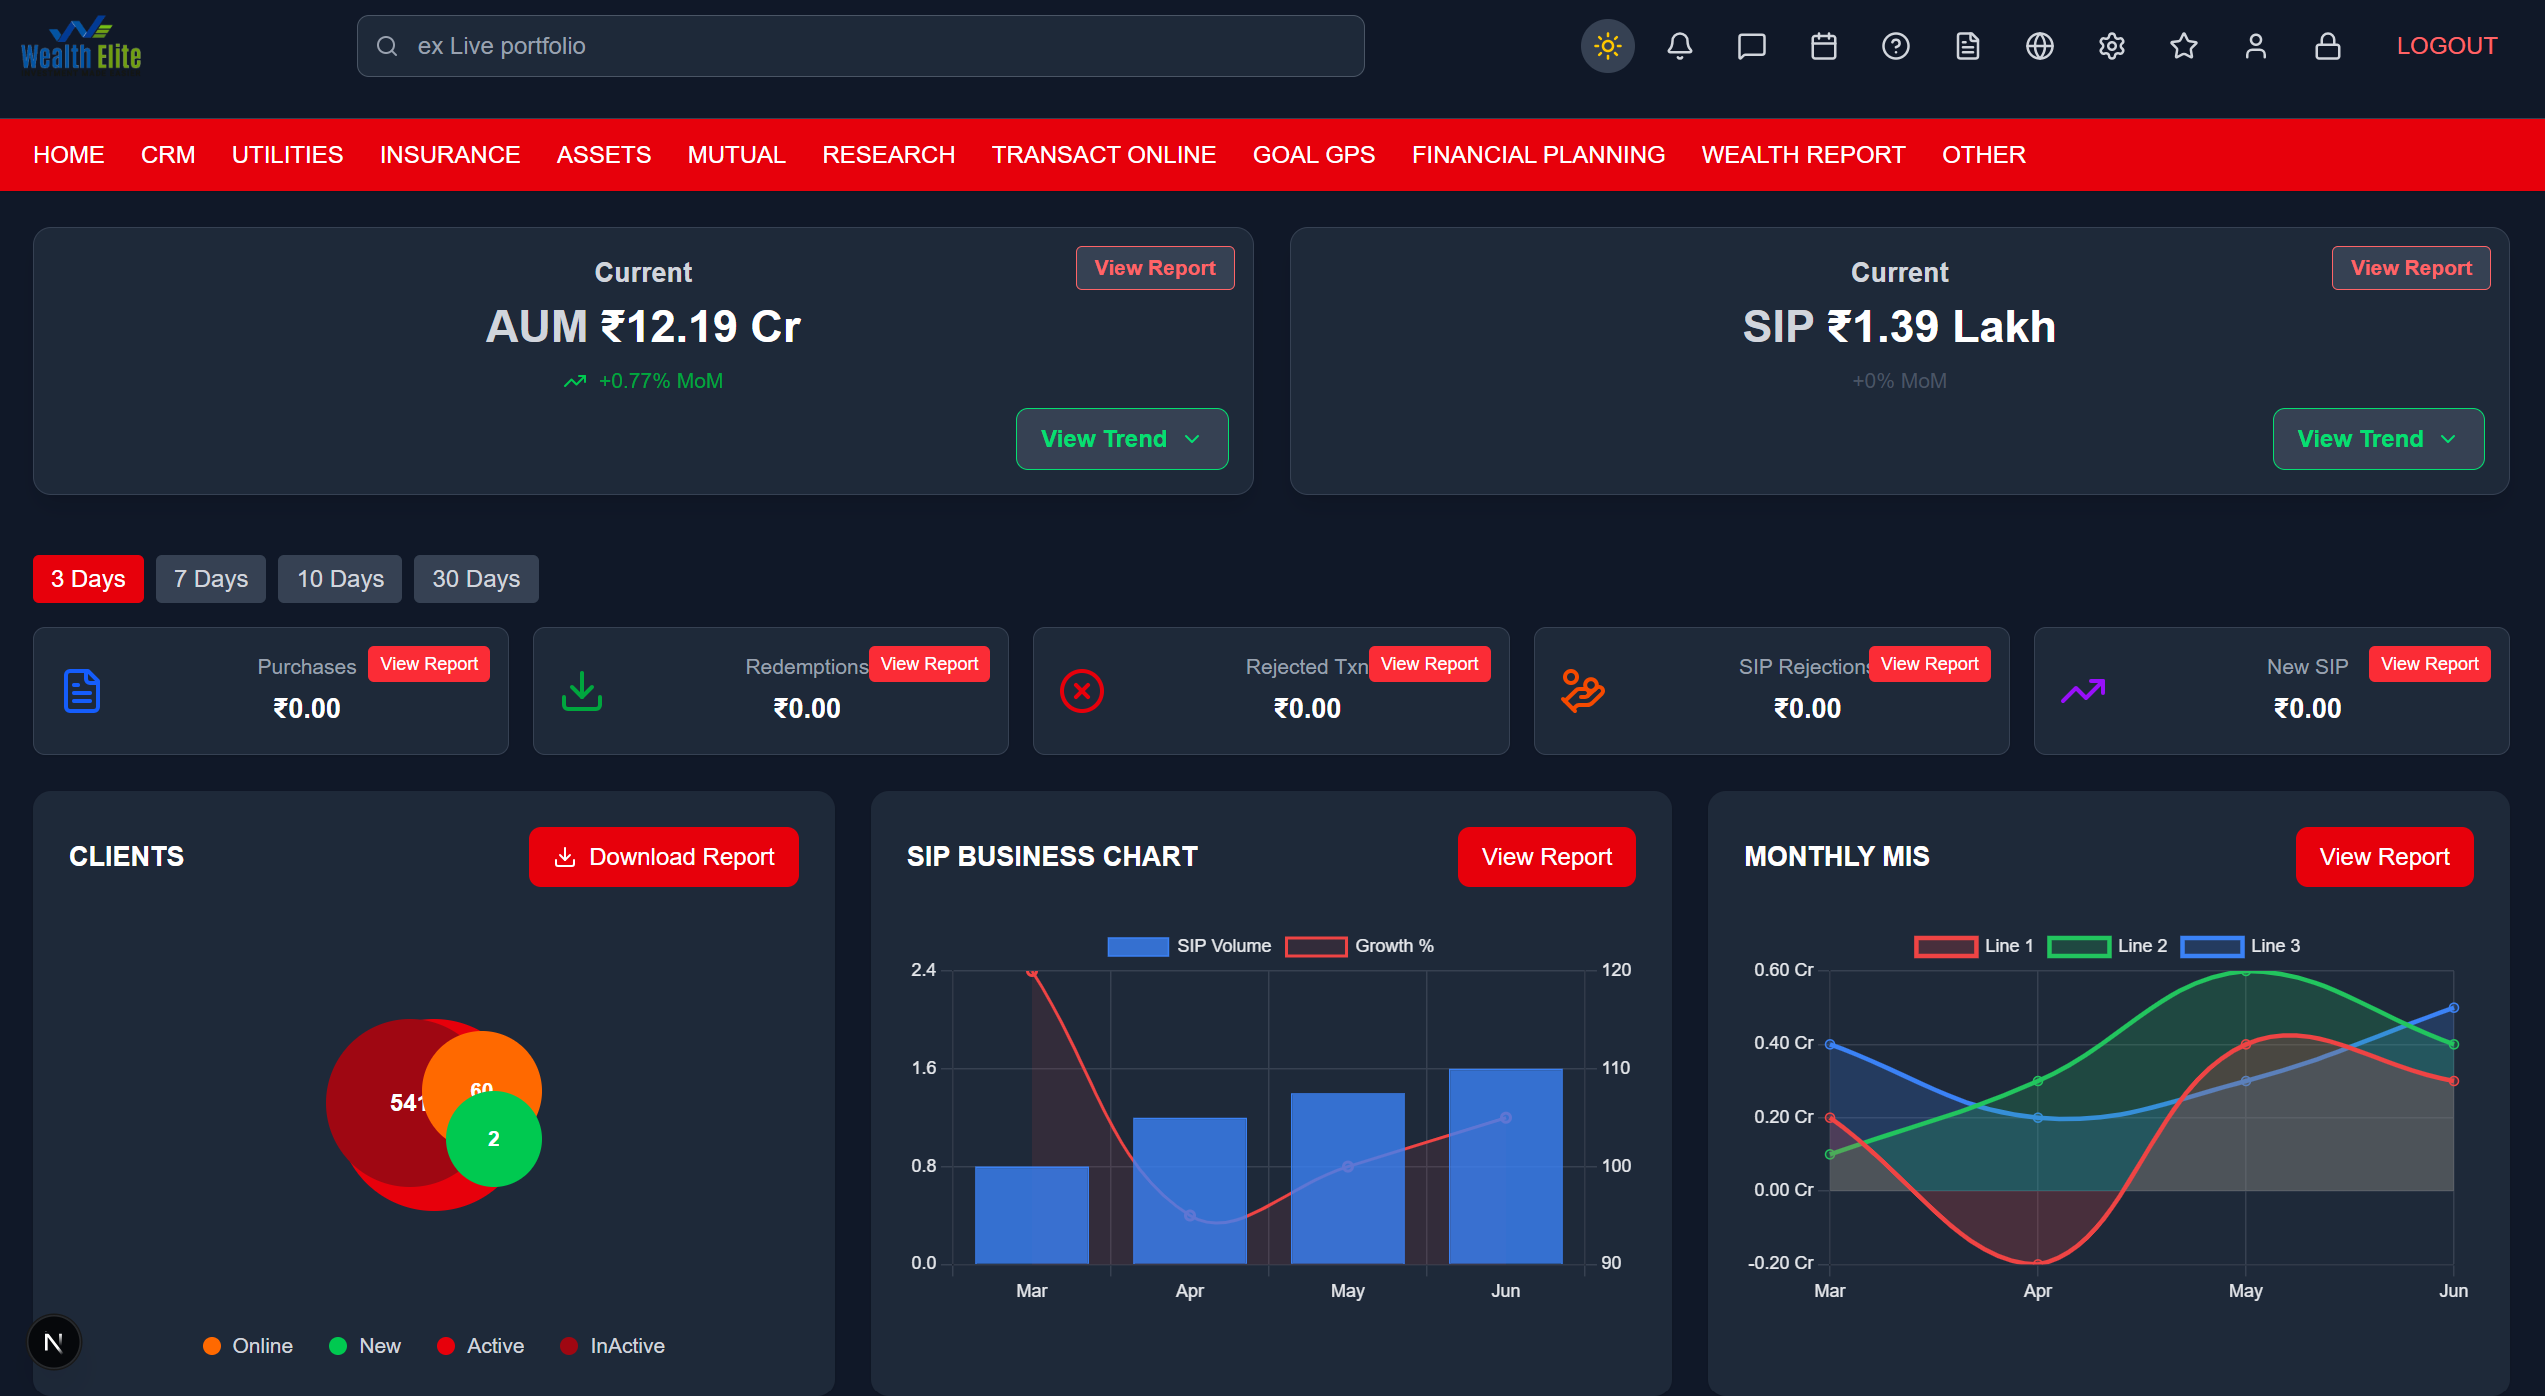 Wealth Elite
ex Live portfolio
LOGOUT
HOME CRM UTILITIES INSURANCE ASSETS MUTUAL RESEARCH TRANSACT ONLINE GOAL GPS FINANCIAL PLANNING WEALTH REPORT OTHER
Current
View Report
AUM ₹12.19 Cr
+0.77% MoM
View Trend
Current
View Report
SIP ₹1.39 Lakh
+0% MoM
View Trend
3 Days 7 Days 10 Days 30 Days
Purchases View Report
₹0.00
Redemptions View Report
₹0.00
Rejected Txn View Report
₹0.00
SIP Rejections View Report
₹0.00
New SIP View Report
₹0.00
CLIENTS
Download Report
60
541
2
Online New Active InActive
N
SIP BUSINESS CHART
View Report
SIP Volume Growth %
2.4 120
1.6 110
0.8 100
0.0 90
Mar Apr May Jun
MONTHLY MIS
View Report
Line 1 Line 2 Line 3
0.60 Cr
0.40 Cr
0.20 Cr
0.00 Cr
-0.20 Cr
Mar Apr May Jun